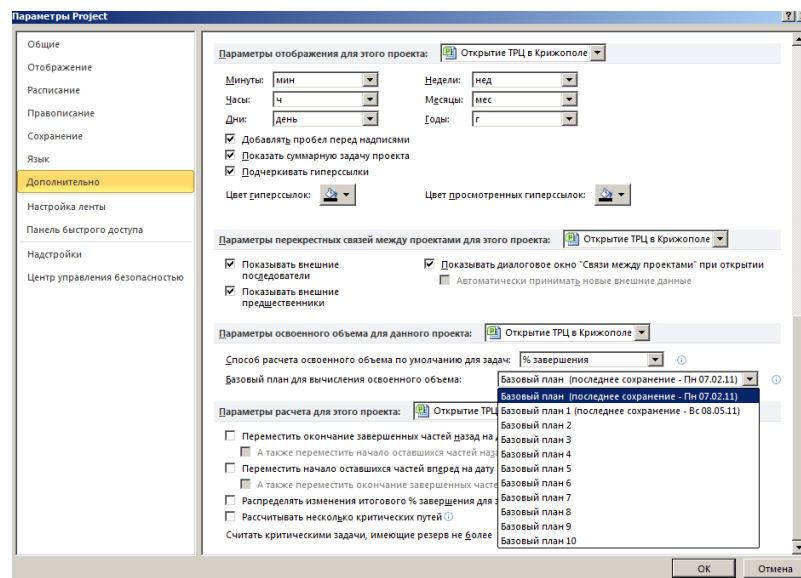 Параметры Project
Общие
Отображение
Расписание
Правописание
Сохранение
Язык
Дополнительно
Настройка ленты
Панель быстрого доступа
Надстройки
Центр управления безопасностью
Параметры отображения для этого проекта: Открытие ТРЦ в Крижополе
Минуты: мин Недели: нед
Часы: ч Месяцы: мес
Дни: день Годы: г
Добавлять пробел перед надписями
Показать суммарную задачу проекта
Подчеркивать гиперссылки
Цвет гиперссылок: Цвет просмотренных гиперссылок:
Параметры перекрестных связей между проектами для этого проекта: Открытие ТРЦ в Крижополе
Показывать внешние последователи
Показывать диалоговое окно "Связи между проектами" при открытии
Автоматически принимать новые внешние данные
Показывать внешние предшественники
Параметры освоенного объема для данного проекта: Открытие ТРЦ в Крижополе
Способ расчета освоенного объема по умолчанию для задач: % завершения
Базовый план для вычисления освоенного объема: Базовый план (последнее сохранение - Пн 07.02.11)
Базовый план (последнее сохранение - Пн 07.02.11)
Базовый план 1 (последнее сохранение - Вс 08.05.11)
Базовый план 2
Базовый план 3
Базовый план 4
Базовый план 5
Базовый план 6
Базовый план 7
Базовый план 8
Базовый план 9
Базовый план 10
Параметры расчета для этого проекта: Открытие ТРЦ
Переместить окончание завершенных частей назад на
А также переместить начало оставшихся частей
Переместить начало оставшихся частей вперед на дату
А также переместить окончание завершенных
Распределять изменения итогового % завершения для
Рассчитывать несколько критических путей
Считать критическими задачи, имеющие резерв не более
ОК Отмена